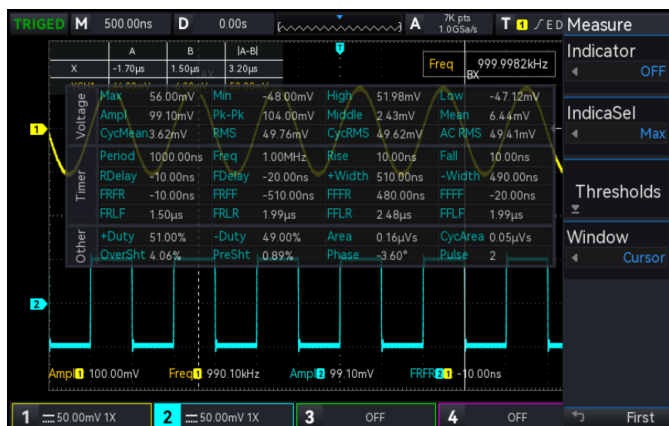 TRIGED M 500.00ns D 0.00s A 7K pts 1.0GSa/s T 1 ED Measure
A B |A-B|
X -1.70μs 1.50μs 3.20μs
Freq 999.9982kHz
BX
Indicator
OFF
Voltage
Max 56.00mV Min -48.00mV High 51.98mV Low -47.12mV
Ampl 99.10mV Pk-Pk 104.00mV Middle 2.43mV Mean 6.44mV
CycMean 3.62mV RMS 49.76mV CycRMS 49.62mV AC RMS 49.41mV
IndicaSel
Max
Timer
Period 1000.00ns Freq 1.00MHz Rise 10.00ns Fall 10.00ns
RDelay -10.00ns FDelay -20.00ns +Width 510.00ns -Width 490.00ns
FRFR -10.00ns FRFF -510.00ns FFFR 480.00ns FFFF -20.00ns
FRLF 1.50μs FRLR 1.99μs FFLR 2.48μs FFLF 1.99μs
Thresholds
Other
+Duty 51.00% -Duty 49.00% Area 0.16μVs CycArea 0.05μVs
OverSht 4.06% PreSht 0.89% Phase -3.60° Pulse 2
Window
Cursor
1
2
Ampl 1 100.00mV Freq 1 990.10kHz Ampl 2 99.10mV FRFR 2 1 -10.00ns
1 50.00mV 1X 2 50.00mV 1X 3 OFF 4 OFF First